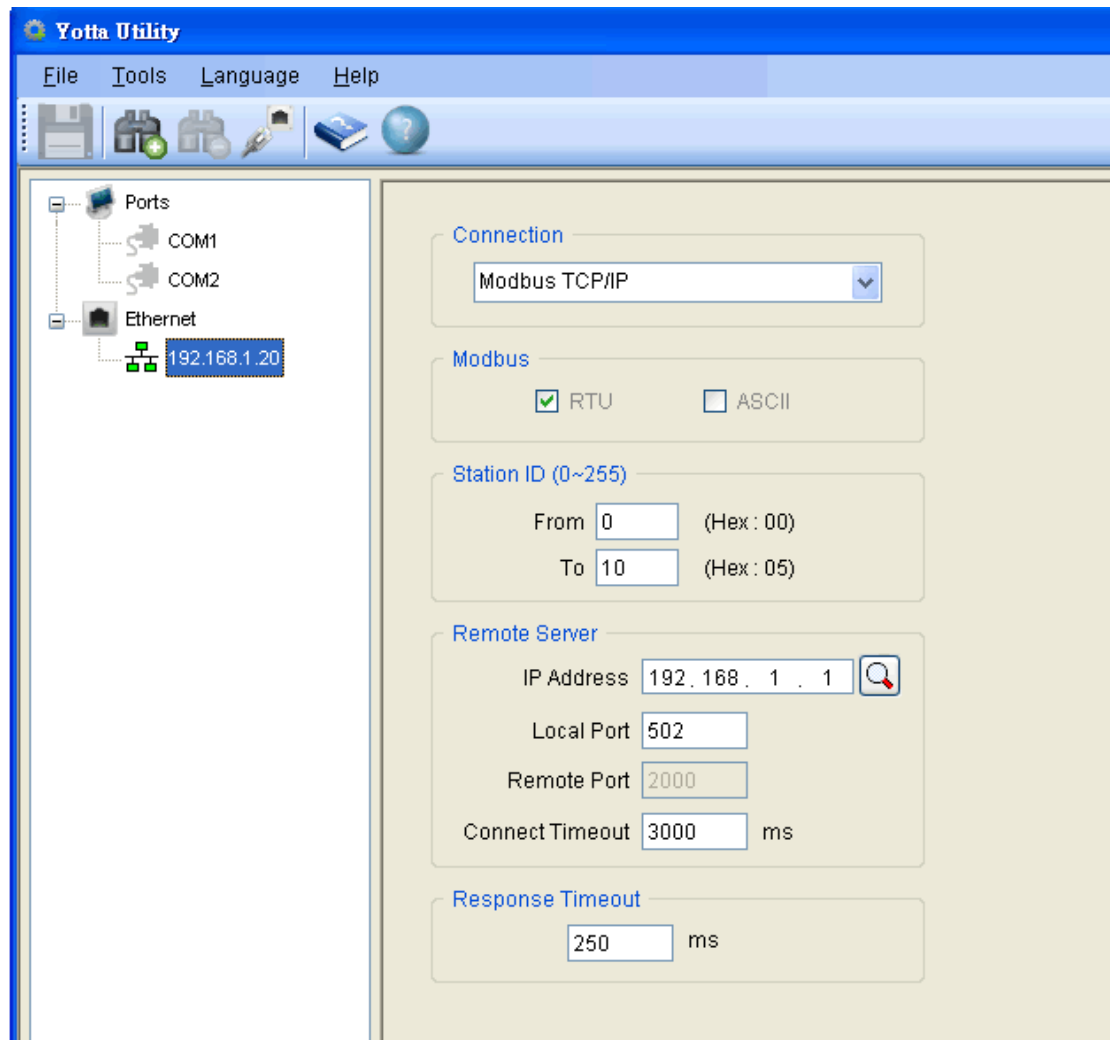 Yotta Utility
File Tools Language Help
Ports
COM1
COM2
Ethernet
192.168.1.20
Connection
Modbus TCP/IP
Modbus
RTU ASCII
Station ID (0~255)
From 0 (Hex : 00)
To 10 (Hex : 05)
Remote Server
IP Address 192 . 168 . 1 . 1
Local Port 502
Remote Port 2000
Connect Timeout 3000 ms
Response Timeout
250 ms